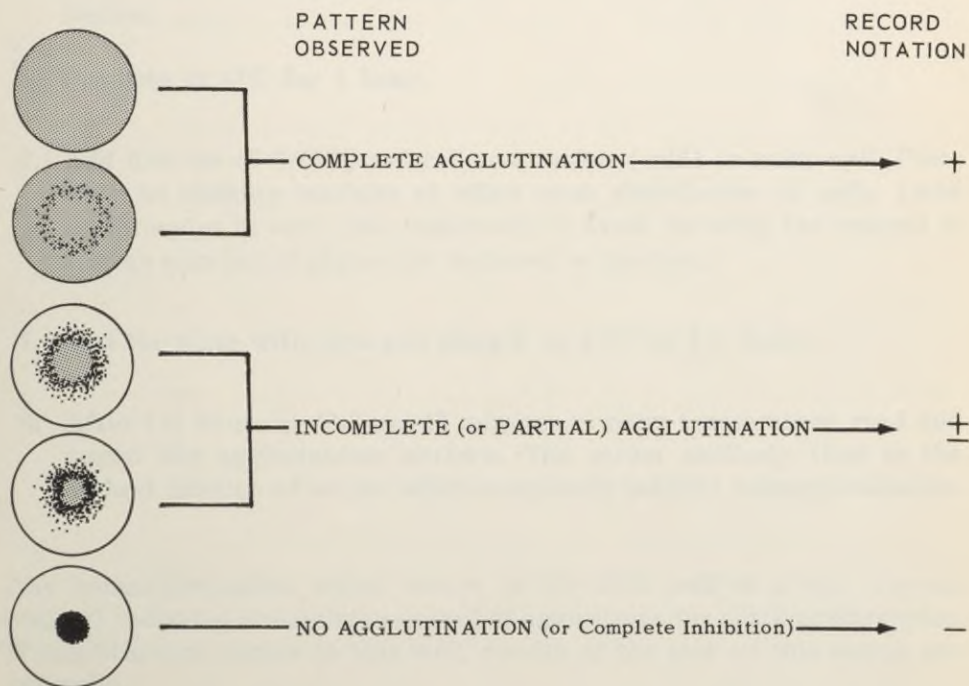 PATTERN OBSERVED
RECORD NOTATION
COMPLETE AGGLUTINATION +
INCOMPLETE (or PARTIAL) AGGLUTINATION ±
NO AGGLUTINATION (or Complete Inhibition) −